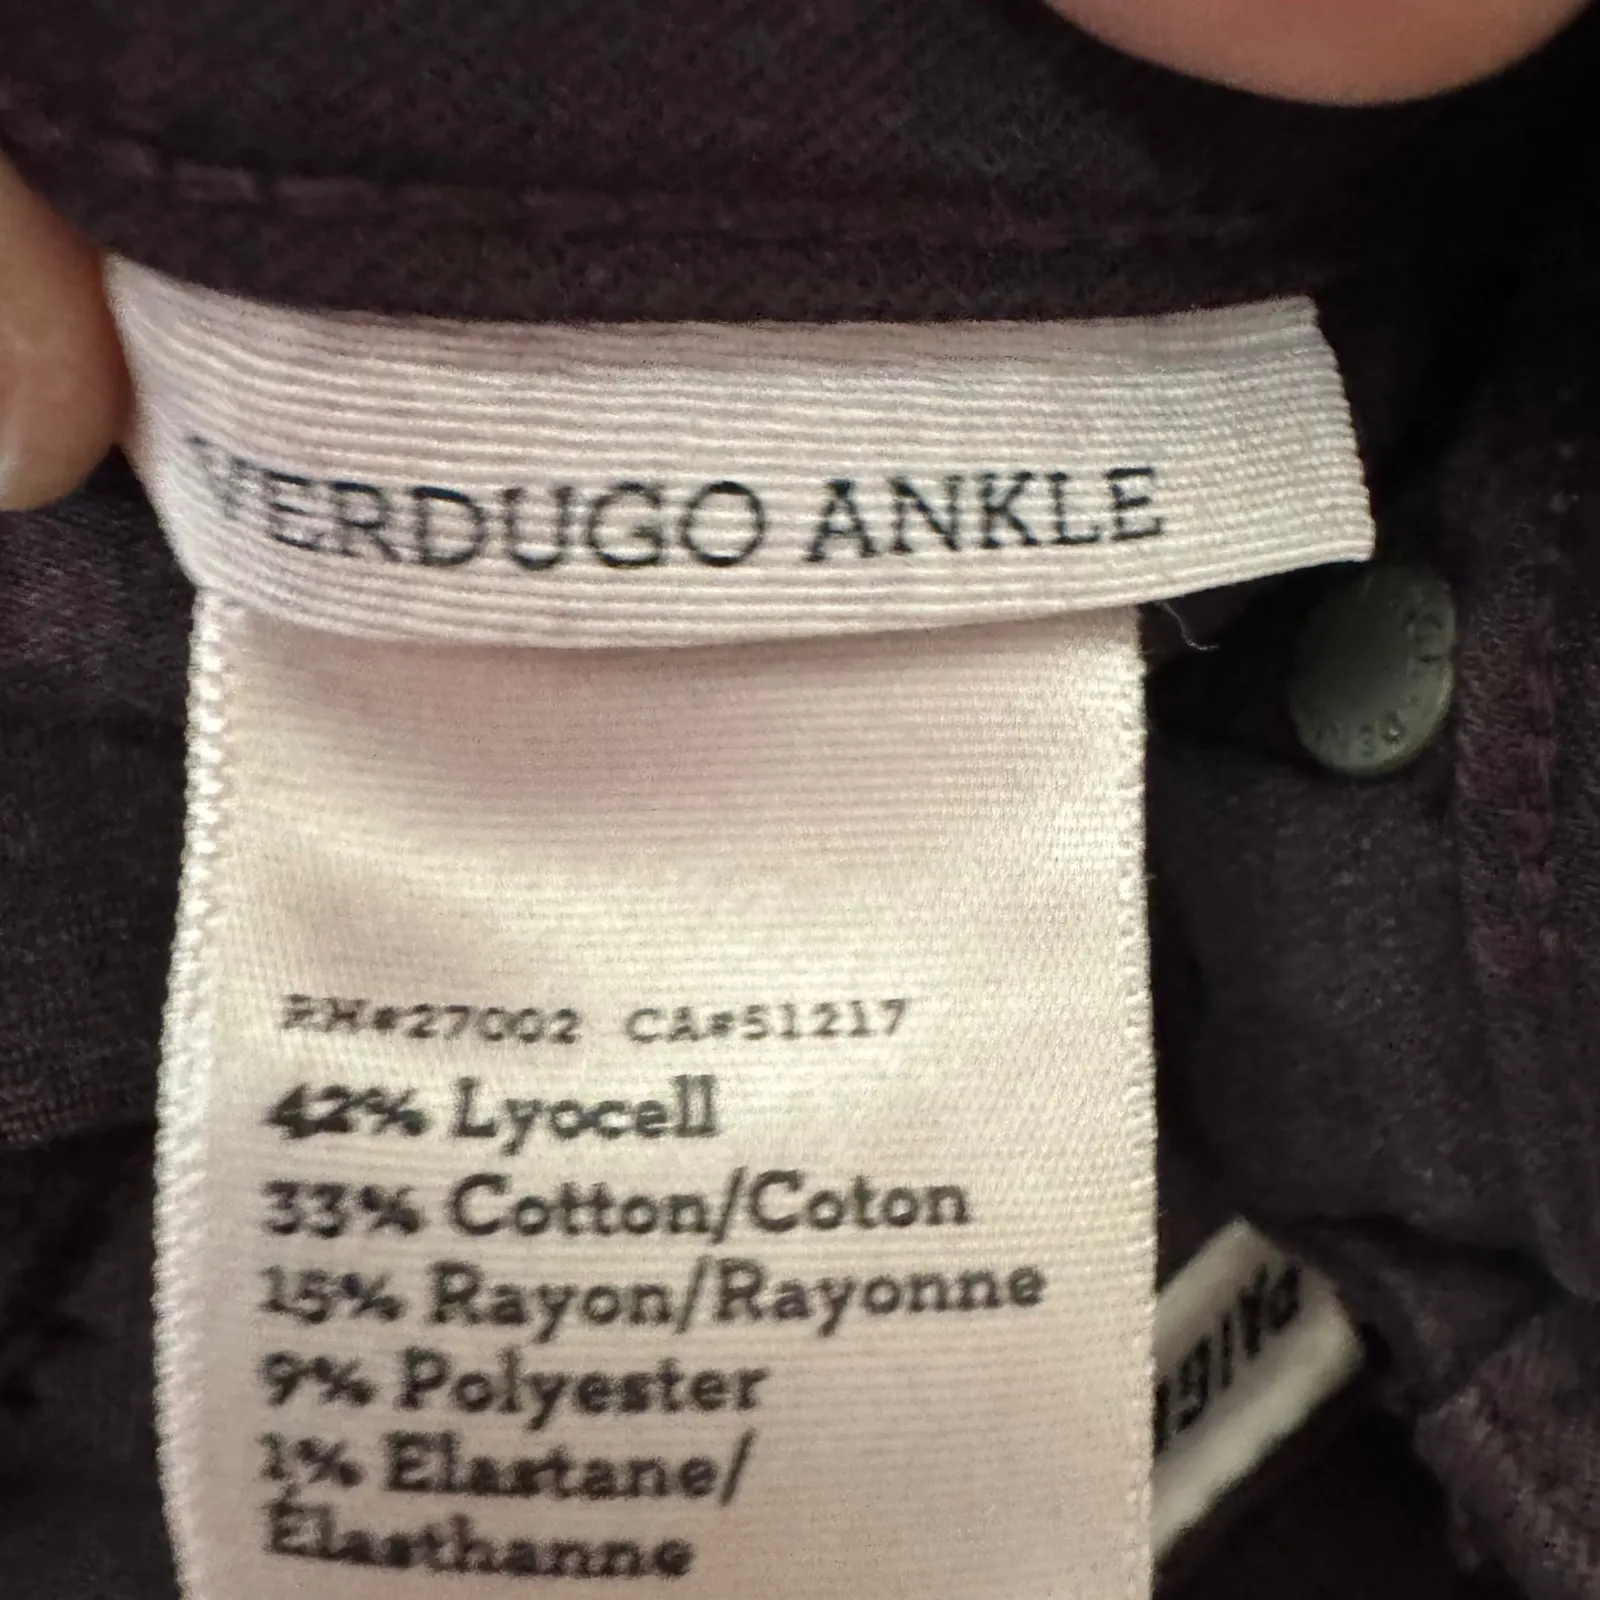 VERDUGO ANKLE
RN#27002 CA#51217
42% Lyocell
33% Cotton/Coton
15% Rayon/Rayonne
9% Polyester
1% Elastane/
Élasthanne